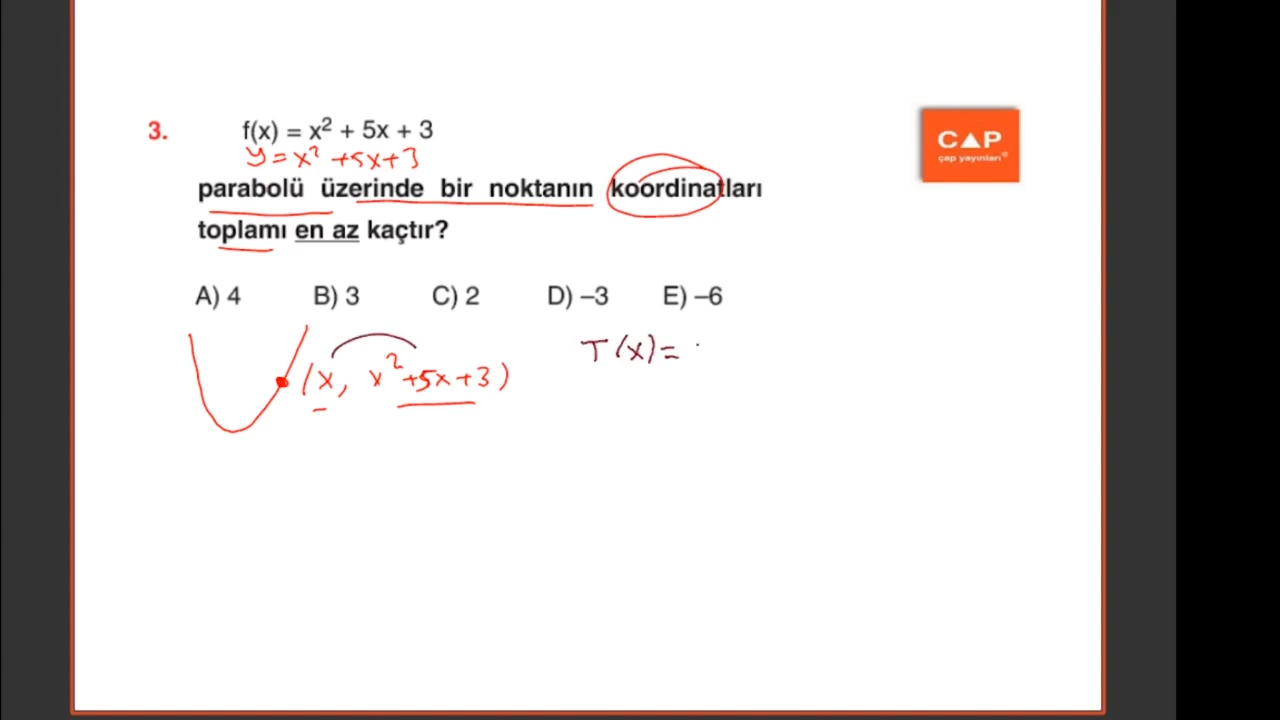 3. f(x) = x² + 5x + 3
y = x² + 5x + 3
parabolü üzerinde bir noktanın koordinatları
toplamı en az kaçtır?
A) 4 B) 3 C) 2 D) –3 E) –6
(x, x² + 5x + 3)
T(x) =
ÇAP
çap yayınları®